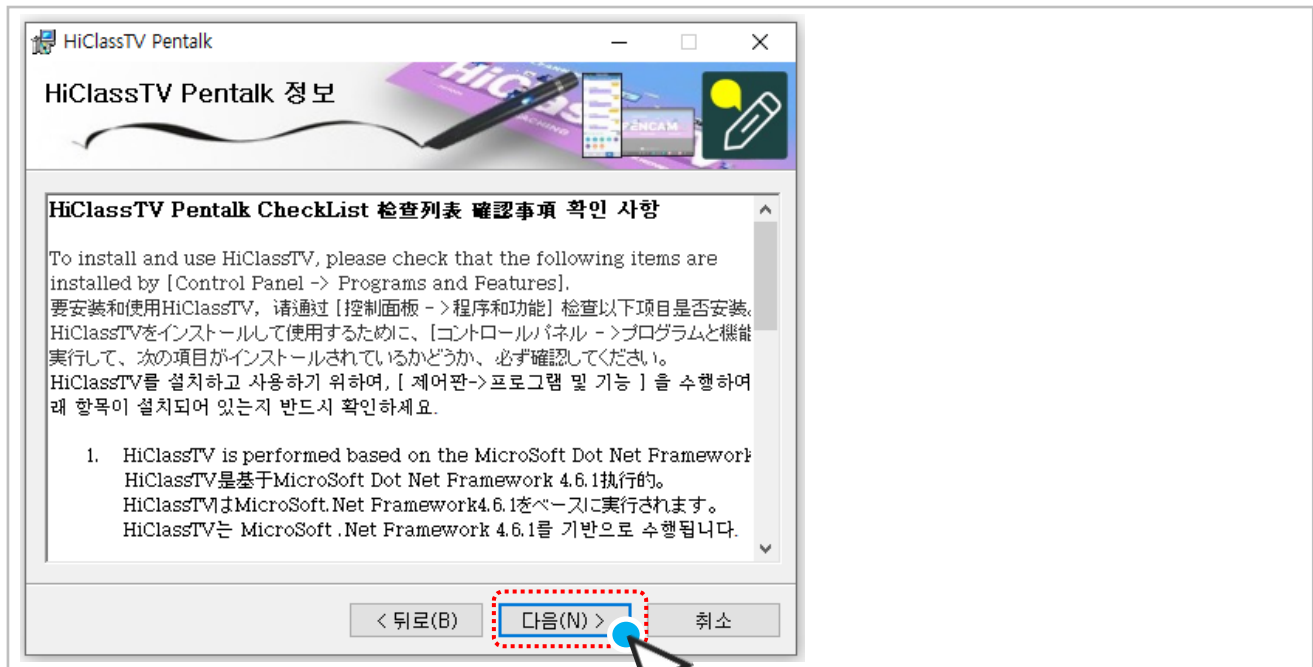 HiClassTV Pentalk
HiClassTV Pentalk 정보
HiClassTV Pentalk CheckList 检查列表 確認事項 확인 사항
To install and use HiClassTV, please check that the following items are
installed by [Control Panel -> Programs and Features].
要安装和使用HiClassTV，请通过 [控制面板 - >程序和功能] 检查以下项目是否安装。
HiClassTVをインストールして使用するために、[コントロールパネル - >プログラムと機能
実行して、次の項目がインストールされているかどうか、必ず確認してください。
HiClassTV를 설치하고 사용하기 위하여, [ 제어판->프로그램 및 기능 ] 을 수행하여
래 항목이 설치되어 있는지 반드시 확인하세요.
1. HiClassTV is performed based on the MicroSoft Dot Net Framework
HiClassTV是基于MicroSoft Dot Net Framework 4.6.1执行的。
HiClassTVはMicroSoft.Net Framework4.6.1をベースに実行されます。
HiClassTV는 MicroSoft .Net Framework 4.6.1를 기반으로 수행됩니다.
< 뒤로(B) 다음(N) > 취소